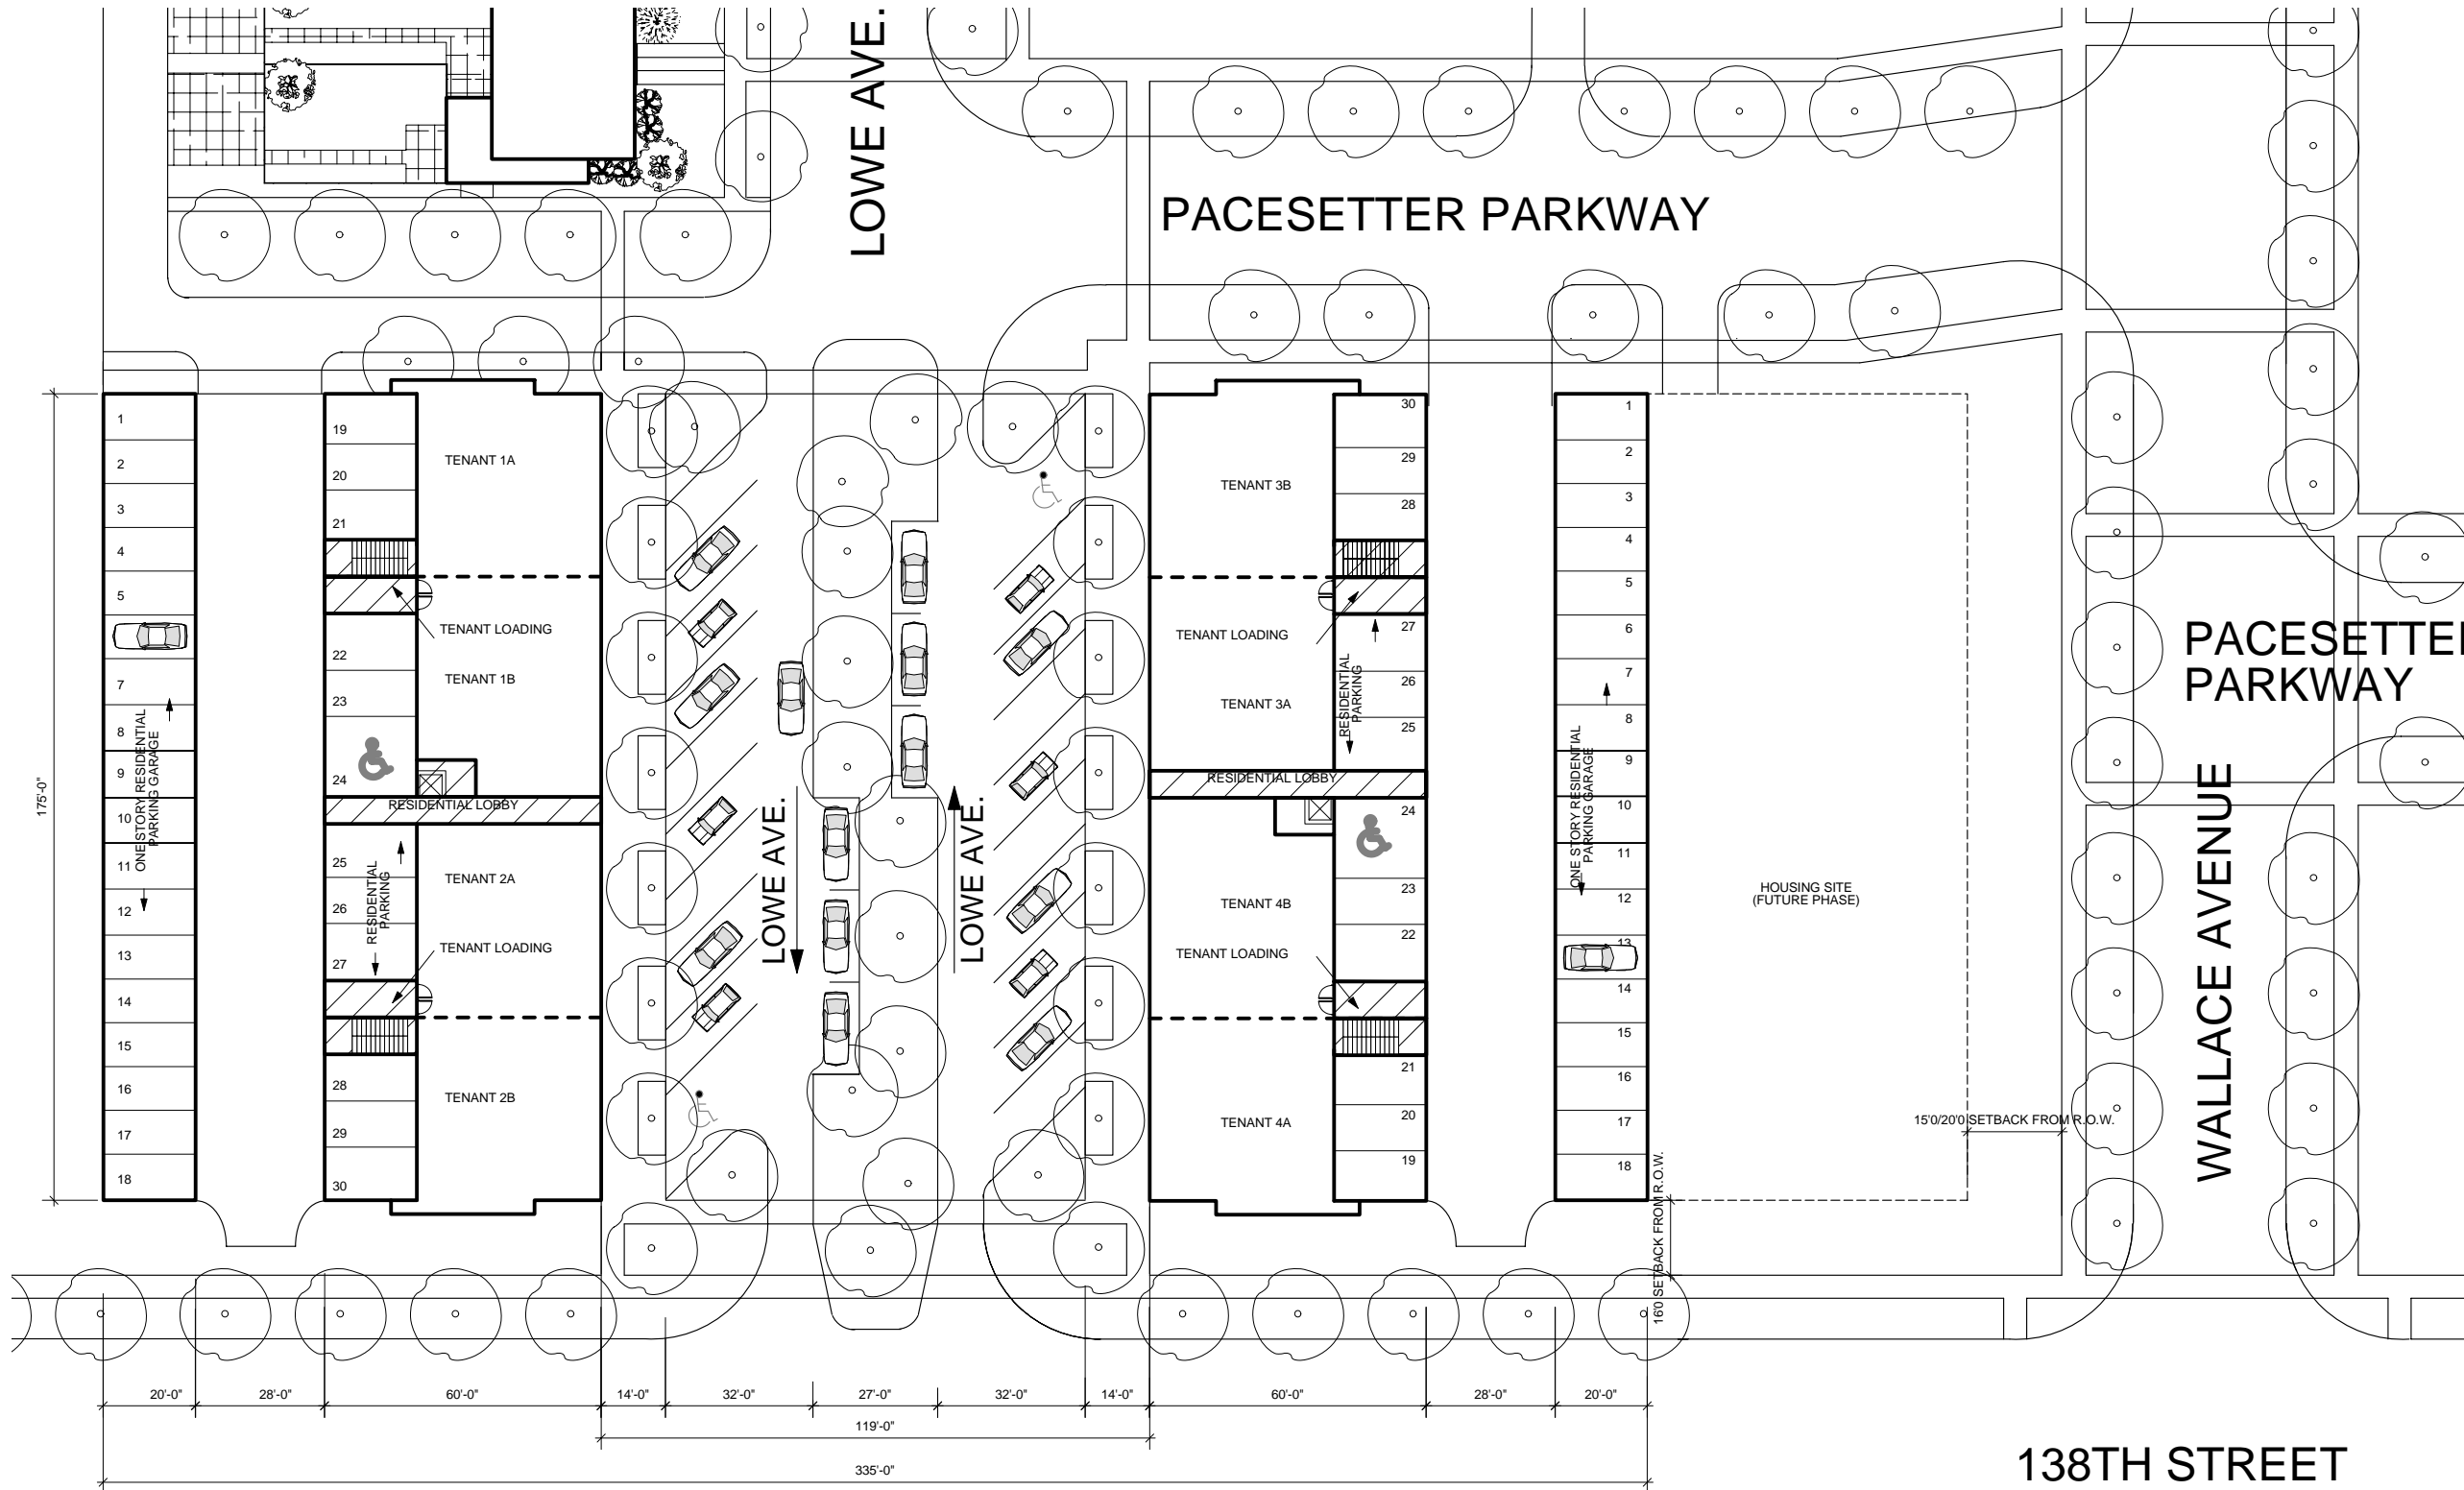 LOWE AVE.
PACESETTER PARKWAY
1
2
3
4
5
7
8
9
10
11
12
13
14
15
16
17
18
ONE STORY RESIDENTIAL
PARKING GARAGE
175'-0"
19
20
21
22
23
24
25
26
27
28
29
30
TENANT 1A
TENANT LOADING
TENANT 1B
RESIDENTIAL LOBBY
RESIDENTIAL
PARKING
TENANT 2A
TENANT LOADING
TENANT 2B
LOWE AVE.
LOWE AVE.
TENANT 3B
TENANT LOADING
TENANT 3A
RESIDENTIAL LOBBY
TENANT 4B
TENANT LOADING
TENANT 4A
30
29
28
27
26
25
24
23
22
21
20
19
RESIDENTIAL
PARKING
1
2
3
4
5
6
7
8
9
10
11
12
13
14
15
16
17
18
ONE STORY RESIDENTIAL
PARKING GARAGE
HOUSING SITE
(FUTURE PHASE)
15'0/20'0 SETBACK FROM R.O.W.
16'0 SETBACK FROM R.O.W.
PACESETTER
PARKWAY
WALLACE AVENUE
20'-0"
28'-0"
60'-0"
14'-0"
32'-0"
27'-0"
32'-0"
14'-0"
60'-0"
28'-0"
20'-0"
119'-0"
335'-0"
138TH STREET